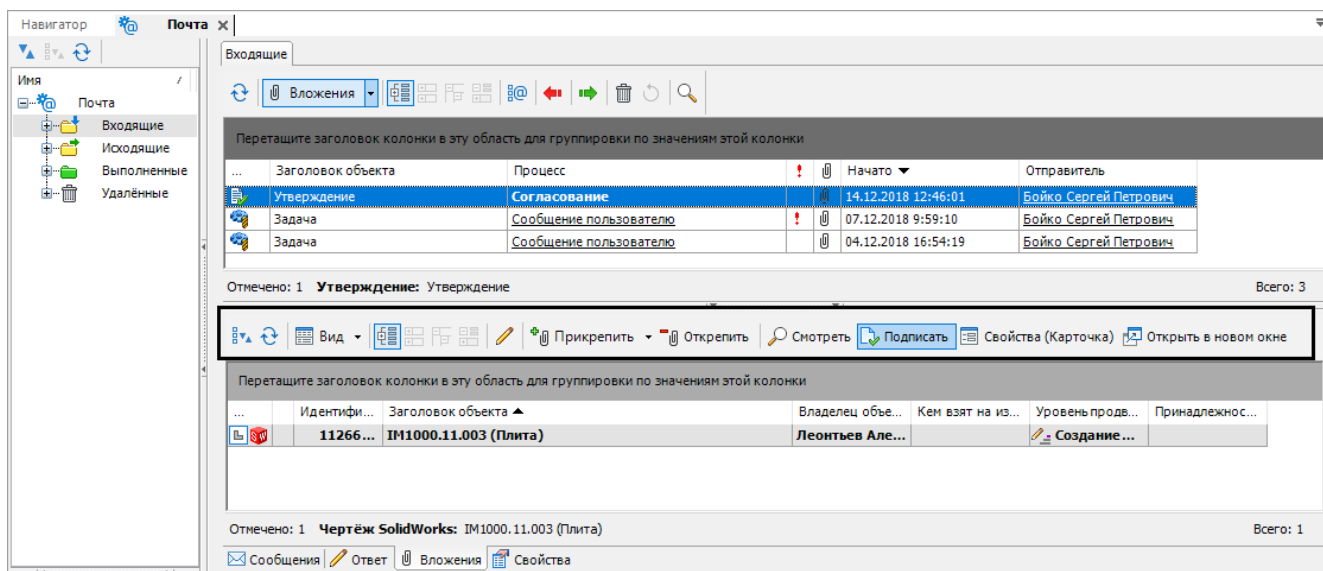 Навигатор Почта
Имя
Почта
Входящие
Исходящие
Выполненные
Удалённые
Входящие
Вложения
Перетащите заголовок колонки в эту область для группировки по значениям этой колонки
... Заголовок объекта Процесс ! Начато Отправитель
Утверждение Согласование 14.12.2018 12:46:01 Бойко Сергей Петрович
Задача Сообщение пользователю ! 07.12.2018 9:59:10 Бойко Сергей Петрович
Задача Сообщение пользователю 04.12.2018 16:54:19 Бойко Сергей Петрович
Отмечено: 1 Утверждение: Утверждение Всего: 3
Вид Прикрепить Открепить Смотреть Подписать Свойства (Карточка) Открыть в новом окне
Перетащите заголовок колонки в эту область для группировки по значениям этой колонки
... Идентифи... Заголовок объекта Владелец объе... Кем взят на из... Уровень продв... Принадлежнос...
11266... IM1000.11.003 (Плита) Леонтьев Але... Создание...
Отмечено: 1 Чертёж SolidWorks: IM1000.11.003 (Плита) Всего: 1
Сообщения Ответ Вложения Свойства